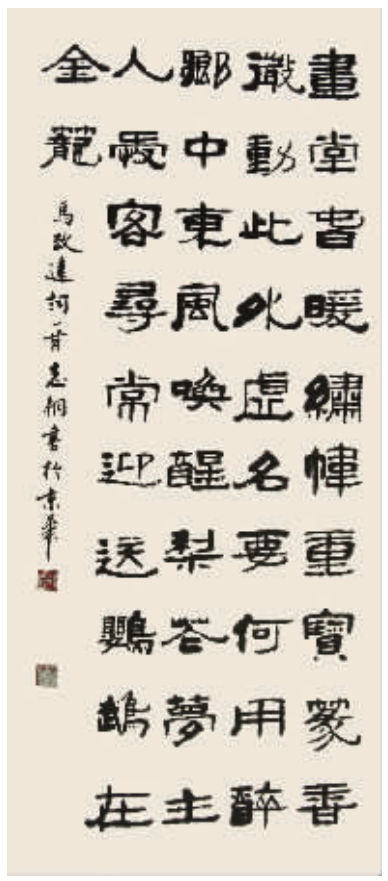 畫堂春暖繡幃重寶篆香
微動此外虛名要何用醉
鄉中東風喚醒梨花夢主
人愛客尋常迎送鸚鵡在
金籠
馬致遠詞一首志桐書於京華